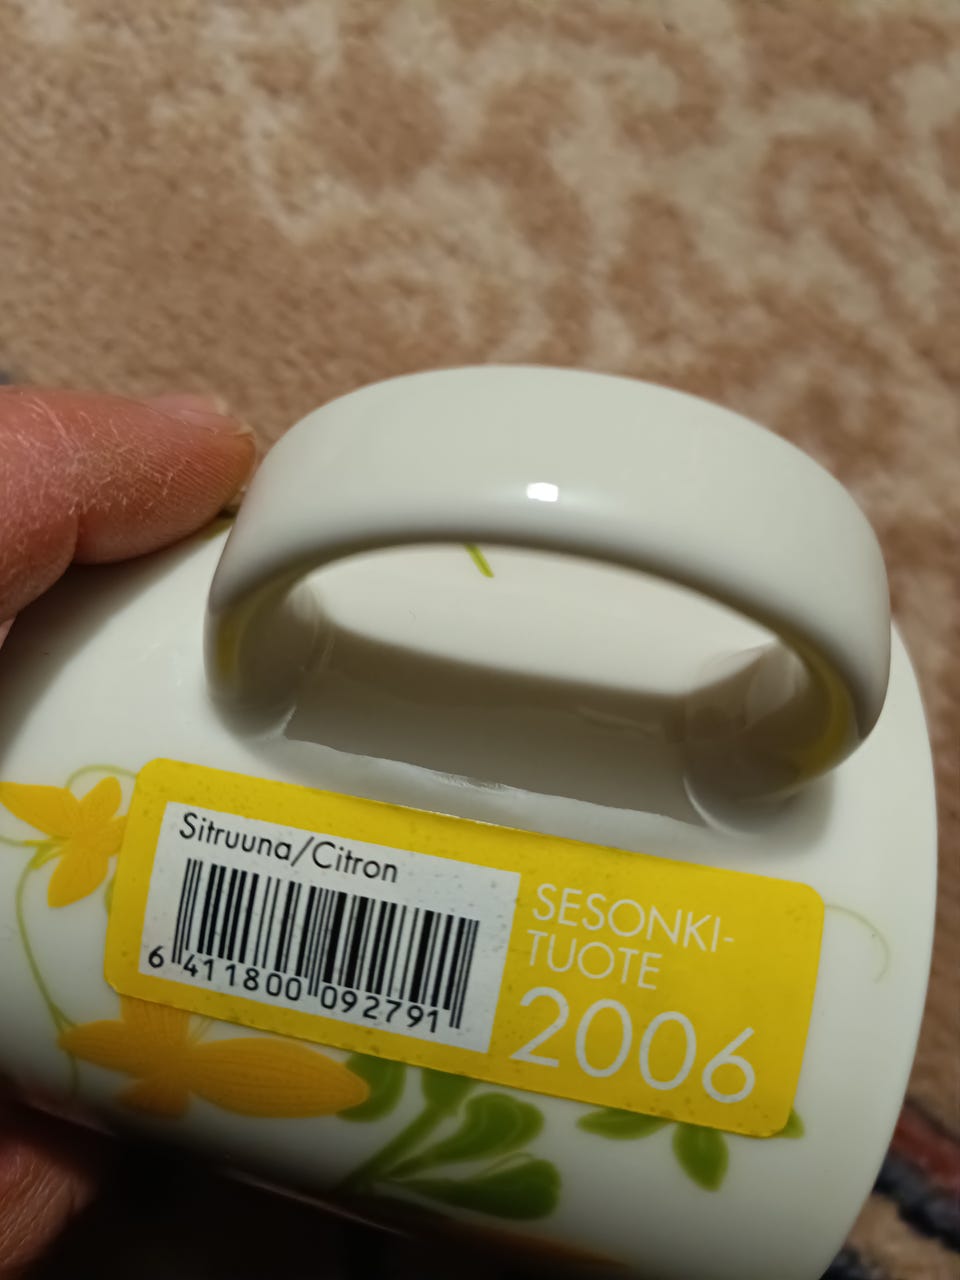 Sitruuna/Citron
6 411800 092791
SESONKI-
TUOTE
2006